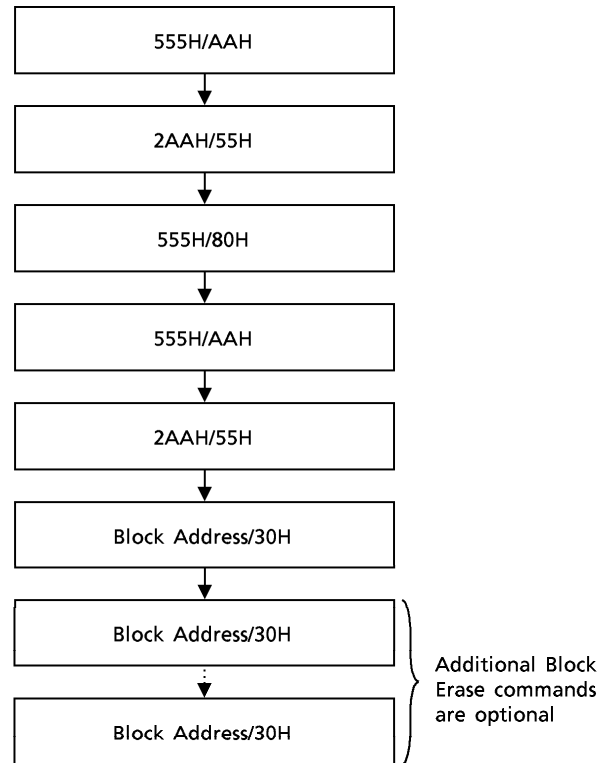 555H/AAH
2AAH/55H
555H/80H
555H/AAH
2AAH/55H
Block Address/30H
Block Address/30H
Additional Block
Erase commands
are optional
Block Address/30H